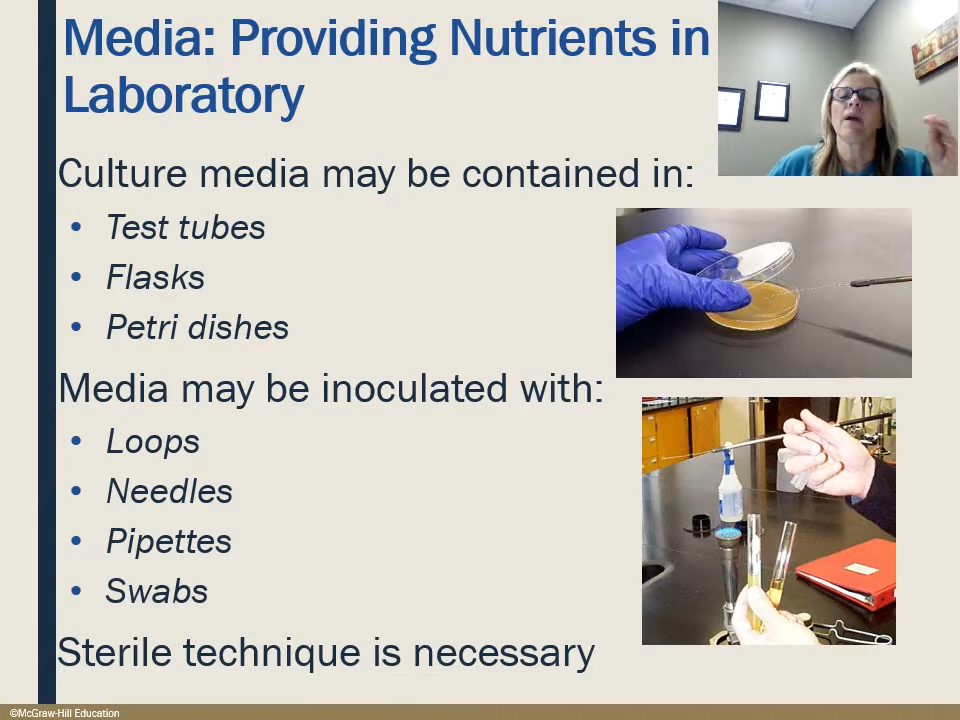 Media: Providing Nutrients in
Laboratory
Culture media may be contained in:
• Test tubes
• Flasks
• Petri dishes
Media may be inoculated with:
• Loops
• Needles
• Pipettes
• Swabs
Sterile technique is necessary
©McGraw-Hill Education